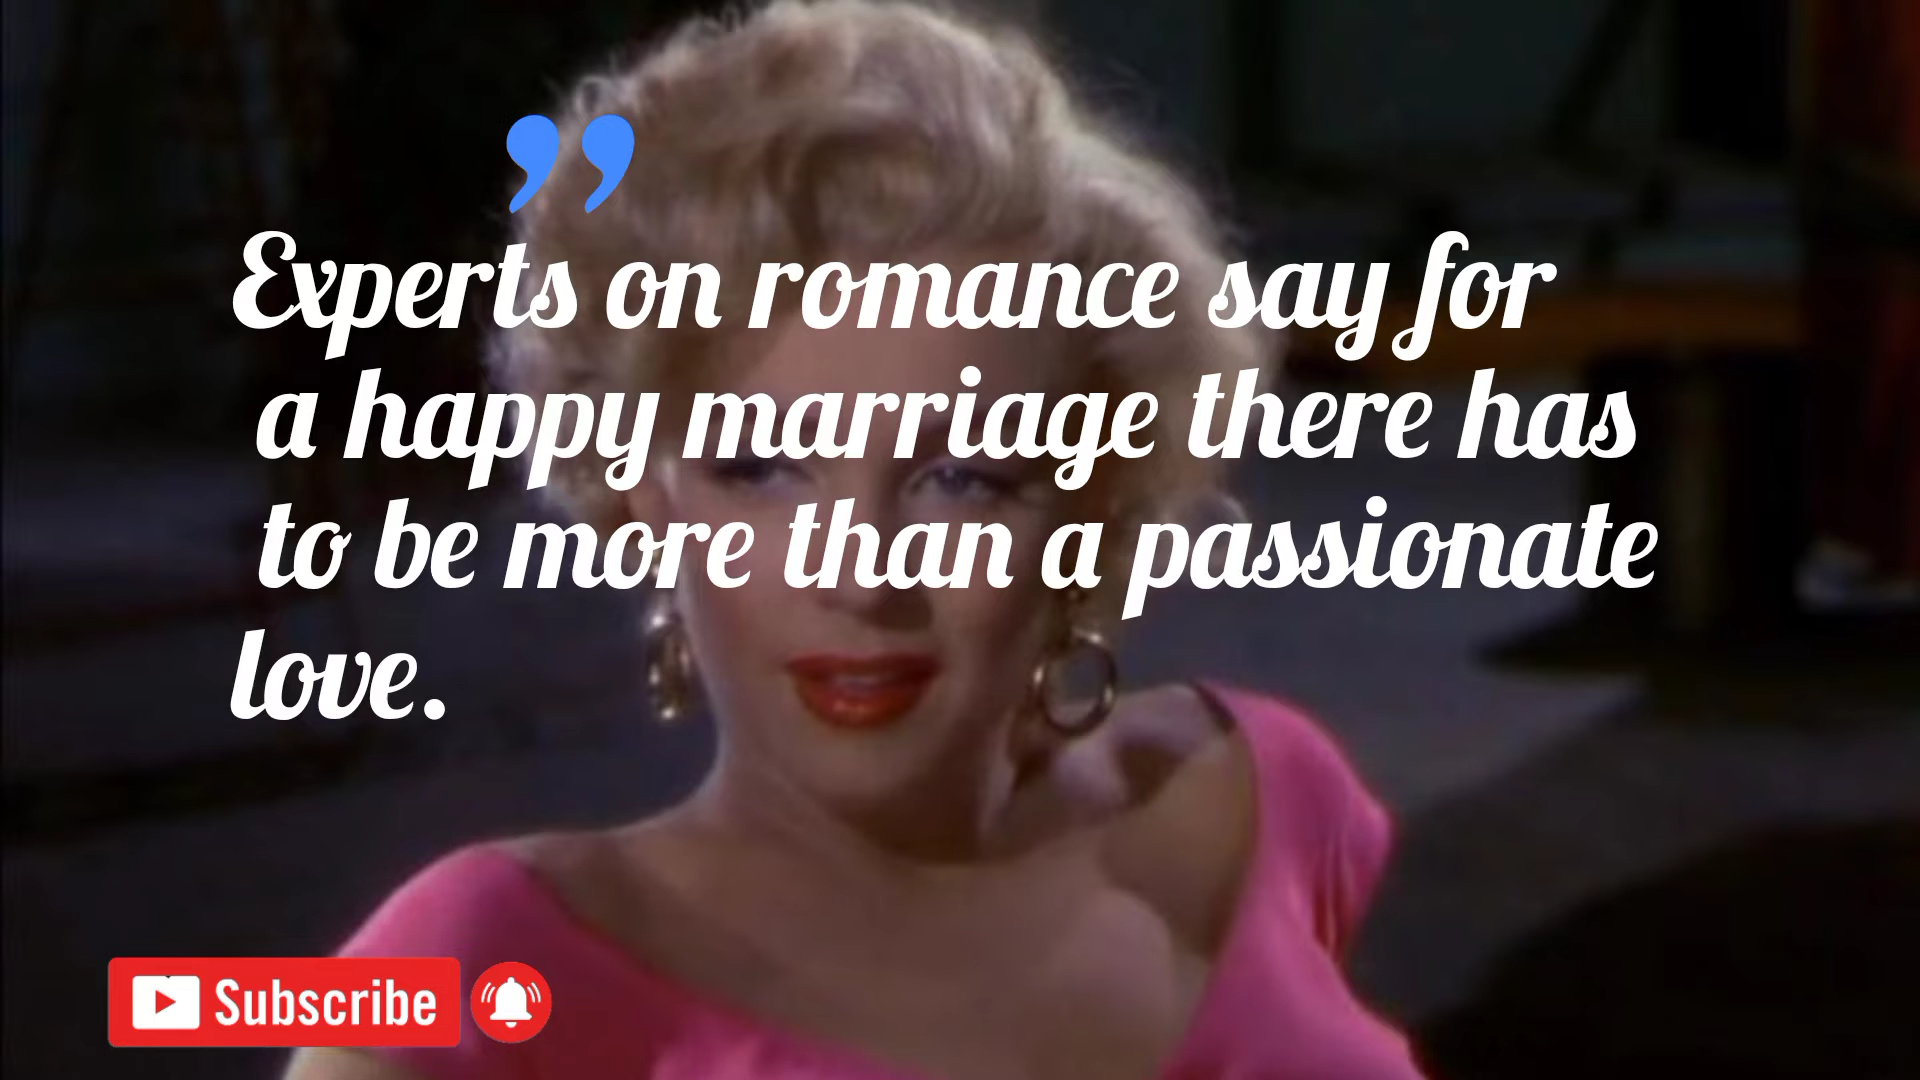 ”
Experts on romance say for
a happy marriage there has
to be more than a passionate
love.
Subscribe